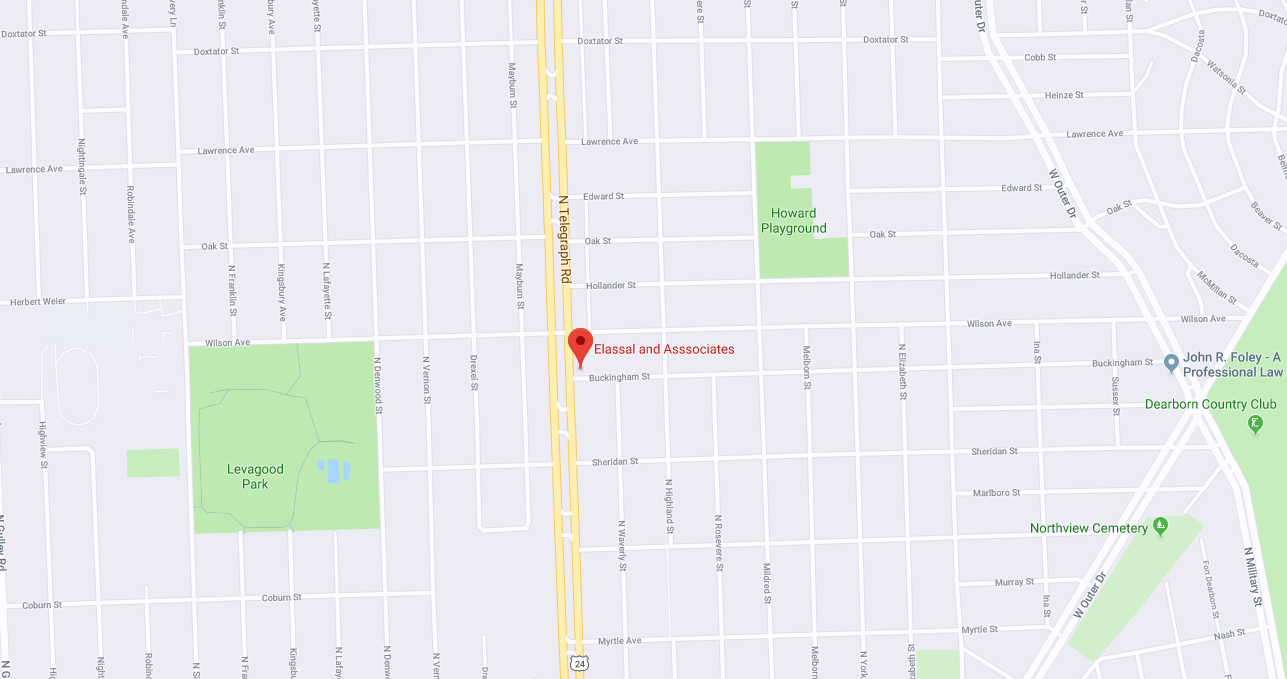 Outer Dr
Doxtator St
Doxtator St
Doxtator St
Doxtator St
Cobb St
Dacosta
Watsonia St
Mayburn St
Heinze St
Lawrence Ave
Lawrence Ave
Lawrence Ave
Lawrence Ave
Nightingale St
Robindale Ave
Edward St
Edward St
W Outer Dr
Oak St
Beaver St
N Telegraph Rd
Howard
Playground
Oak St
Oak St
Oak St
Dacosta
N Franklin St
Kingsbury Ave
N Lafayette St
Mayburn St
Hollander St
Hollander St
McMillan St
Herbert Weier
Wilson Ave
Wilson Ave
Wilson Ave
Elassal and Asssociates
Buckingham St
Buckingham St
John R. Foley - A
Professional Law
N Denwood St
N Vernon St
Drexel St
Melborn St
N Elizabeth St
Ina St
Sussex St
Dearborn Country Club
Highview St
Levagood
Park
Sheridan St
Sheridan St
Marlboro St
N Highland St
N Waverly St
N Rosevere St
Mildred St
Northview Cemetery
N Gulley Rd
Murray St
W Outer Dr
Fort Dearborn St
N Military St
Coburn St
Coburn St
Ina St
Myrtle Ave
Myrtle St
Nash St
24